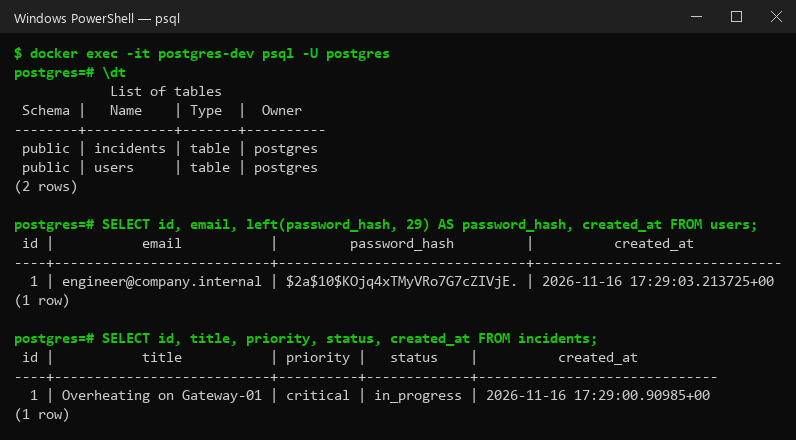 Windows PowerShell — psql
$ docker exec -it postgres-dev psql -U postgres
postgres=# \dt
           List of tables
 Schema |   Name    | Type  |  Owner
--------+-----------+-------+----------
 public | incidents | table | postgres
 public | users     | table | postgres
(2 rows)
postgres=# SELECT id, email, left(password_hash, 29) AS password_hash, created_at FROM users;
 id |           email           |         password_hash         |          created_at
----+---------------------------+-------------------------------+-------------------------------
  1 | engineer@company.internal | $2a$10$KOjq4xTMyVRo7G7cZIVjE. | 2026-11-16 17:29:03.213725+00
(1 row)
postgres=# SELECT id, title, priority, status, created_at FROM incidents;
 id |           title           | priority |   status    |          created_at
----+---------------------------+----------+-------------+------------------------------
  1 | Overheating on Gateway-01 | critical | in_progress | 2026-11-16 17:29:00.90985+00
(1 row)